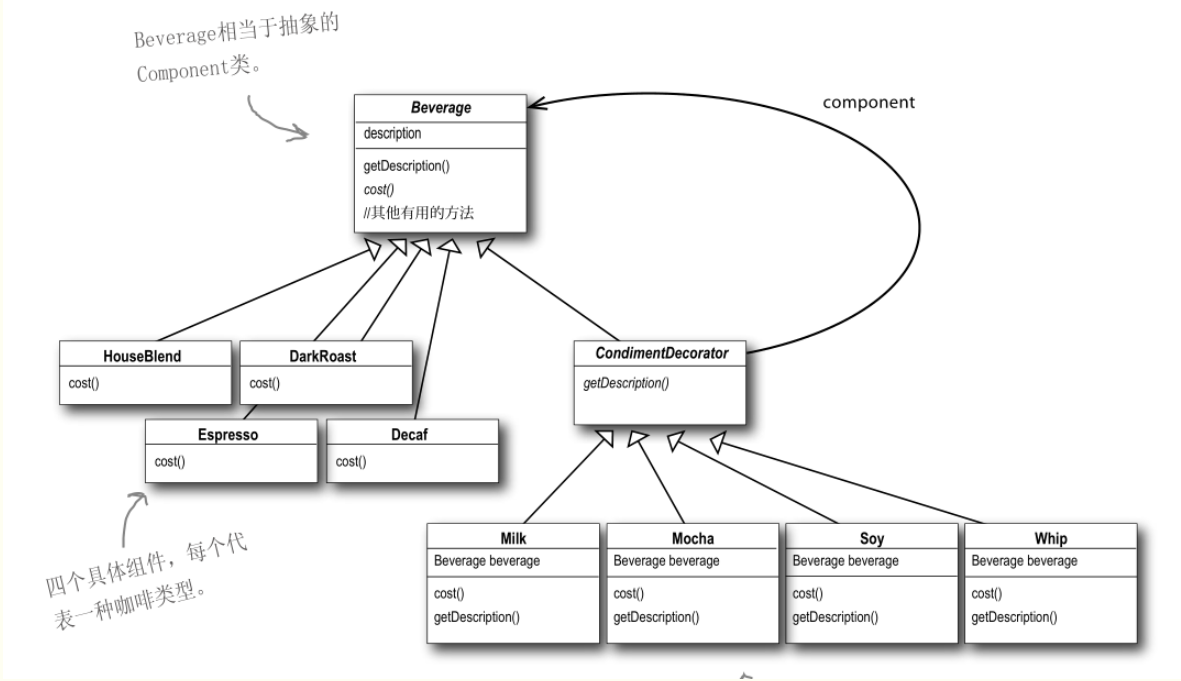 Beverage相当于抽象的
Component类。
Beverage
description
getDescription()
cost()
//其他有用的方法
component
HouseBlend
cost()
DarkRoast
cost()
CondimentDecorator
getDescription()
Espresso
cost()
Decaf
cost()
四个具体组件，每个代
表一种咖啡类型。
Milk
Beverage beverage
cost()
getDescription()
Mocha
Beverage beverage
cost()
getDescription()
Soy
Beverage beverage
cost()
getDescription()
Whip
Beverage beverage
cost()
getDescription()